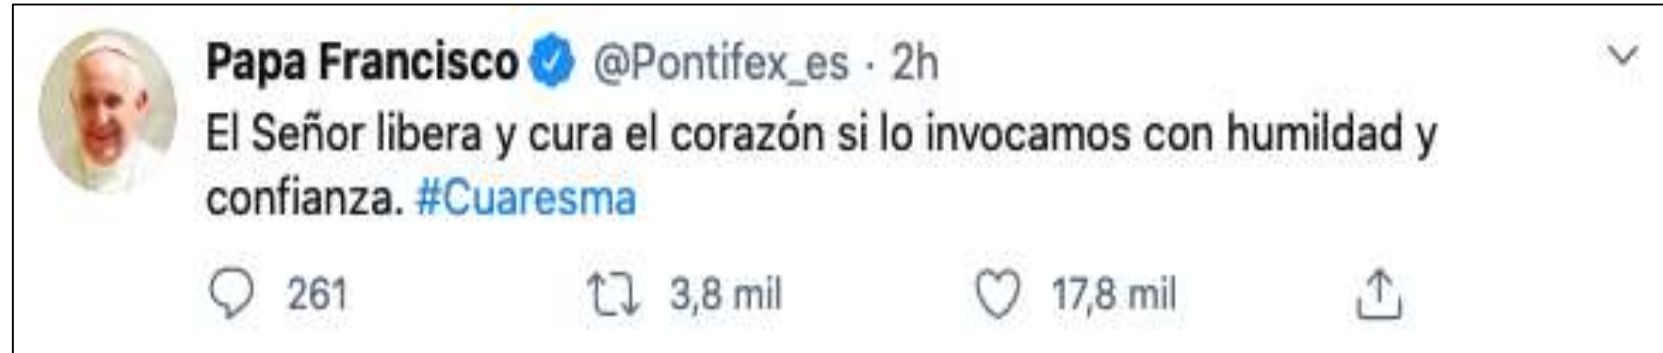 Papa Francisco @Pontifex_es · 2h
El Señor libera y cura el corazón si lo invocamos con humildad y
confianza. #Cuaresma
261 3,8 mil 17,8 mil